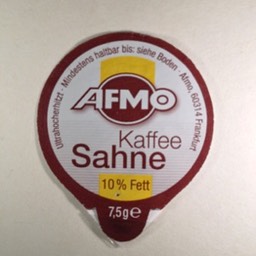 Ultrahocherhitzt · Mindestens haltbar bis: siehe Boden · Afmo, 60314 Frankfurt
AFMO
Kaffee
Sahne
10% Fett
7,5g e